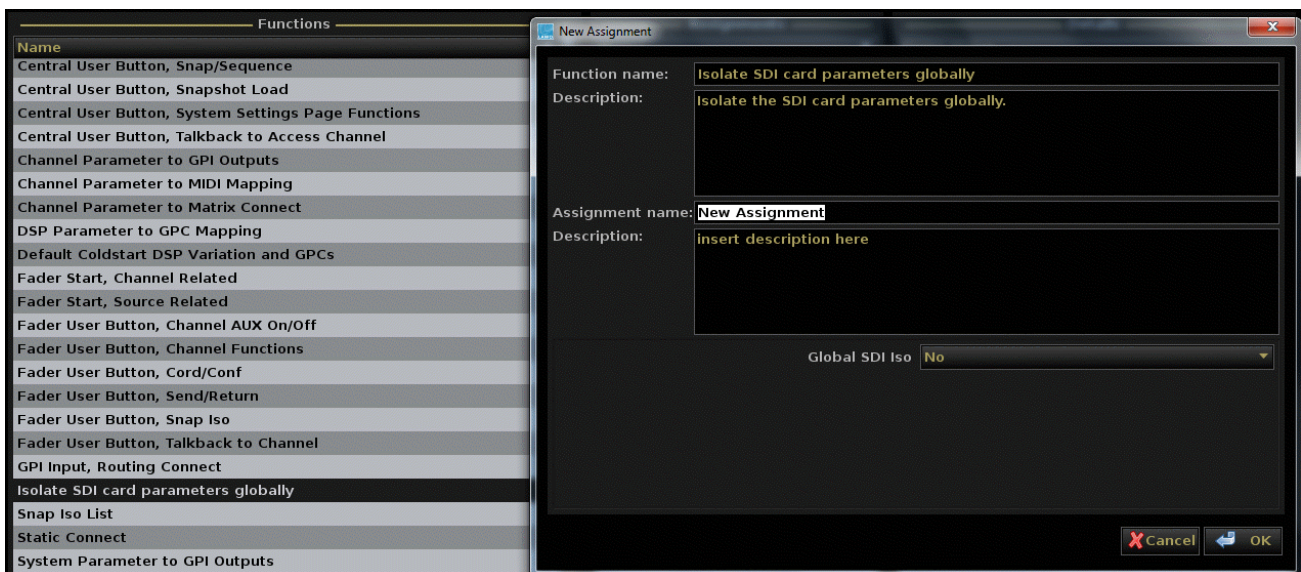 Functions
Name
Central User Button, Snap/Sequence
Central User Button, Snapshot Load
Central User Button, System Settings Page Functions
Central User Button, Talkback to Access Channel
Channel Parameter to GPI Outputs
Channel Parameter to MIDI Mapping
Channel Parameter to Matrix Connect
DSP Parameter to GPC Mapping
Default Coldstart DSP Variation and GPCs
Fader Start, Channel Related
Fader Start, Source Related
Fader User Button, Channel AUX On/Off
Fader User Button, Channel Functions
Fader User Button, Cord/Conf
Fader User Button, Send/Return
Fader User Button, Snap Iso
Fader User Button, Talkback to Channel
GPI Input, Routing Connect
Isolate SDI card parameters globally
Snap Iso List
Static Connect
System Parameter to GPI Outputs
New Assignment
Function name: Isolate SDI card parameters globally
Description: Isolate the SDI card parameters globally.
Assignment name: New Assignment
Description: insert description here
Global SDI Iso No
Cancel OK